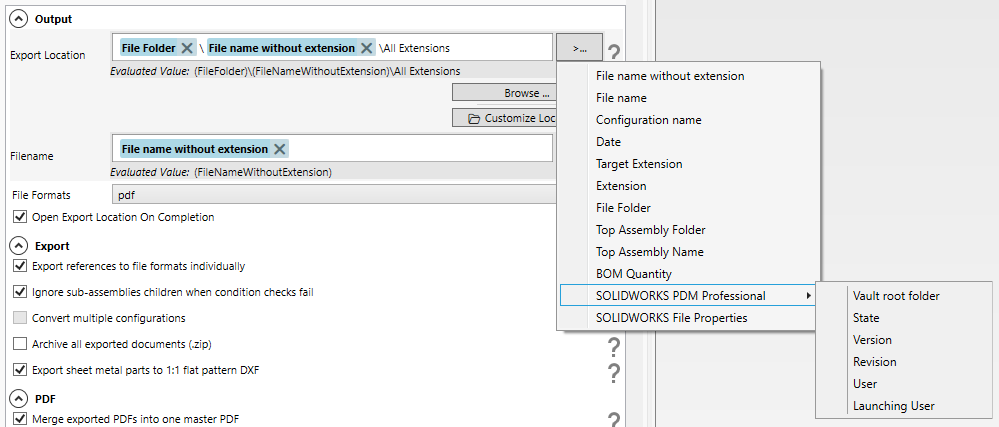 Output
Export Location
File Folder × \ File name without extension × \All Extensions
>...
?
Evaluated Value: (FileFolder)\(FileNameWithoutExtension)\All Extensions
Browse ...
Customize Loc
Filename
File name without extension ×
Evaluated Value: (FileNameWithoutExtension)
File Formats
pdf
Open Export Location On Completion
Export
Export references to file formats individually
Ignore sub-assemblies children when condition checks fail
Convert multiple configurations
Archive all exported documents (.zip)
?
Export sheet metal parts to 1:1 flat pattern DXF
?
PDF
Merge exported PDFs into one master PDF
?
File name without extension
File name
Configuration name
Date
Target Extension
Extension
File Folder
Top Assembly Folder
Top Assembly Name
BOM Quantity
SOLIDWORKS PDM Professional
SOLIDWORKS File Properties
Vault root folder
State
Version
Revision
User
Launching User